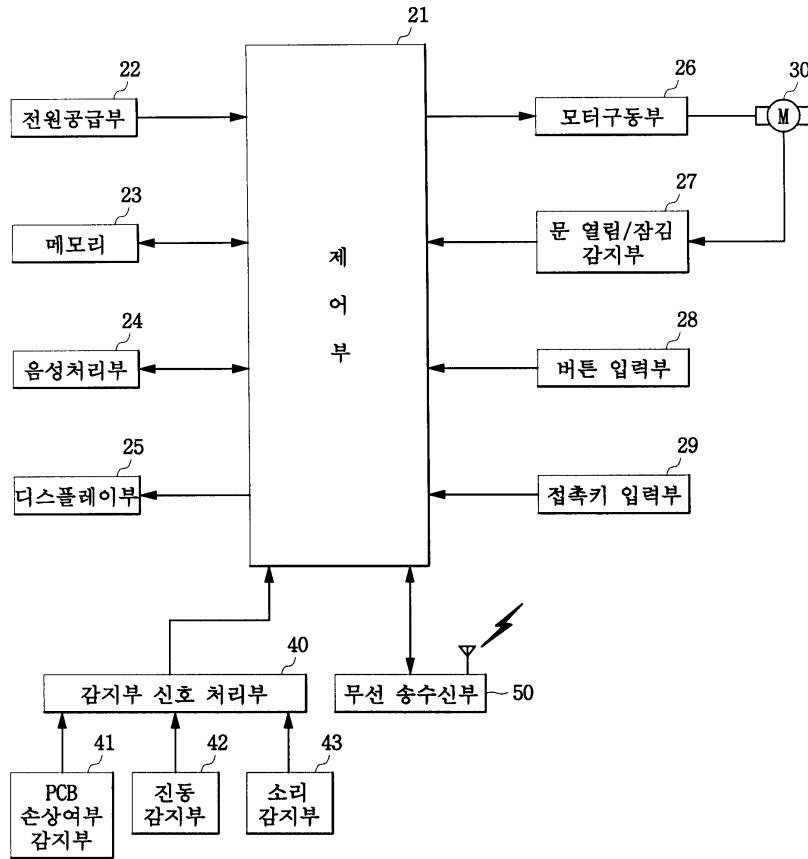 21
22
전원공급부
26
모터구동부
30
M
23
메모리
27
문 열림/잠김
감지부
제
어
부
24
음성처리부
28
버튼 입력부
25
디스플레이부
29
접촉키 입력부
40
감지부 신호 처리부
무선 송수신부
50
41
PCB
손상여부
감지부
42
진동
감지부
43
소리
감지부